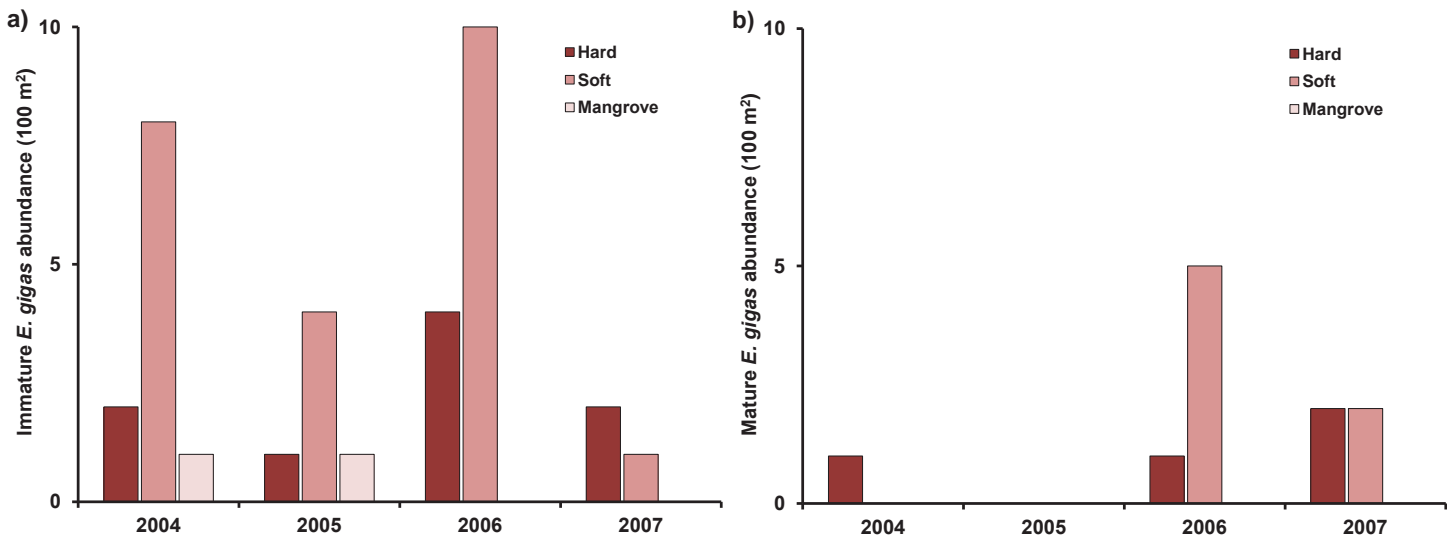 a)
Immature E. gigas abundance (100 m²)
10
5
0
Hard
Soft
Mangrove
2004 2005 2006 2007
b)
Mature E. gigas abundance (100 m²)
10
5
0
Hard
Soft
Mangrove
2004 2005 2006 2007